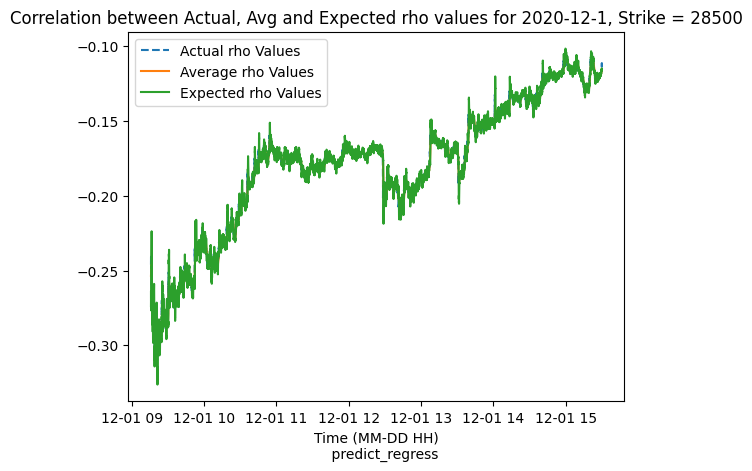 Correlation between Actual, Avg and Expected rho values for 2020-12-1, Strike = 28500
Actual rho Values
Average rho Values
Expected rho Values
−0.10
−0.15
−0.20
−0.25
−0.30
12-01 09 12-01 10 12-01 11 12-01 12 12-01 13 12-01 14 12-01 15
Time (MM-DD HH)
predict_regress